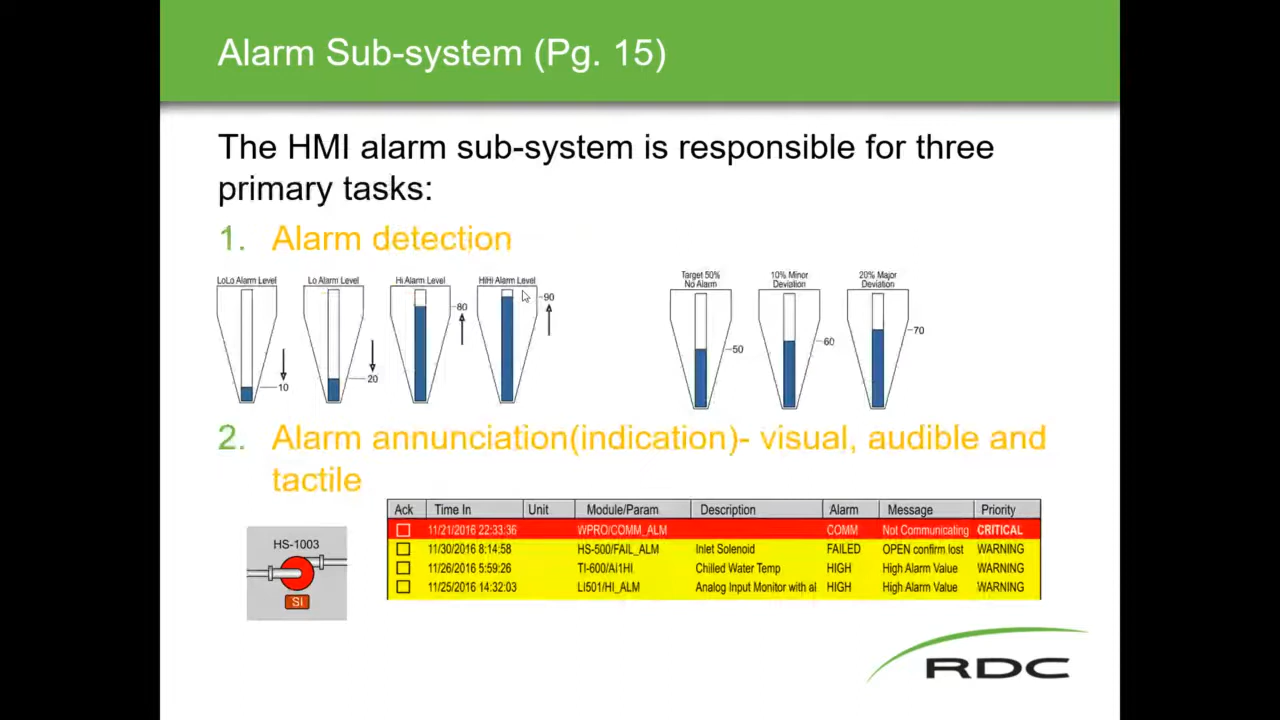 Alarm Sub-system (Pg. 15)
The HMI alarm sub-system is responsible for three
primary tasks:
1. Alarm detection
LoLo Alarm Level
Lo Alarm Level
Hi Alarm Level
HiHi Alarm Level
10
20
80
90
Target 50%
No Alarm
10% Minor
Deviation
20% Major
Deviation
50
60
70
2. Alarm annunciation(indication)- visual, audible and
tactile
HS-1003
SI
Ack Time In Unit Module/Param Description Alarm Message Priority
11/21/2016 22:33:36 WPRO/COMM_ALM COMM Not Communicating CRITICAL
11/30/2016 8:14:58 HS-500/FAIL_ALM Inlet Solenoid FAILED OPEN confirm lost WARNING
11/26/2016 5:59:26 TI-600/AI1HI Chilled Water Temp HIGH High Alarm Value WARNING
11/25/2016 14:32:03 LI501/HI_ALM Analog Input Monitor with al HIGH High Alarm Value WARNING
RDC